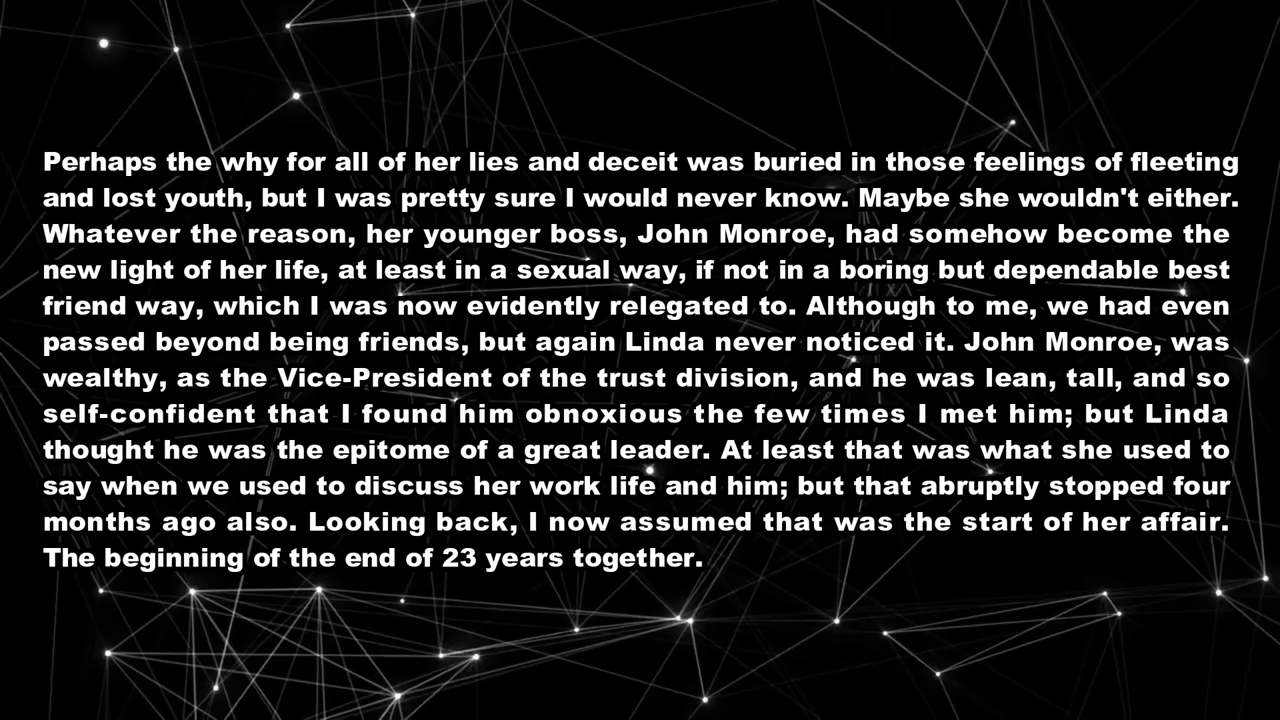 Perhaps the why for all of her lies and deceit was buried in those feelings of fleeting
and lost youth, but I was pretty sure I would never know. Maybe she wouldn't either.
Whatever the reason, her younger boss, John Monroe, had somehow become the
new light of her life, at least in a sexual way, if not in a boring but dependable best
friend way, which I was now evidently relegated to. Although to me, we had even
passed beyond being friends, but again Linda never noticed it. John Monroe, was
wealthy, as the Vice-President of the trust division, and he was lean, tall, and so
self-confident that I found him obnoxious the few times I met him; but Linda
thought he was the epitome of a great leader. At least that was what she used to
say when we used to discuss her work life and him; but that abruptly stopped four
months ago also. Looking back, I now assumed that was the start of her affair.
The beginning of the end of 23 years together.